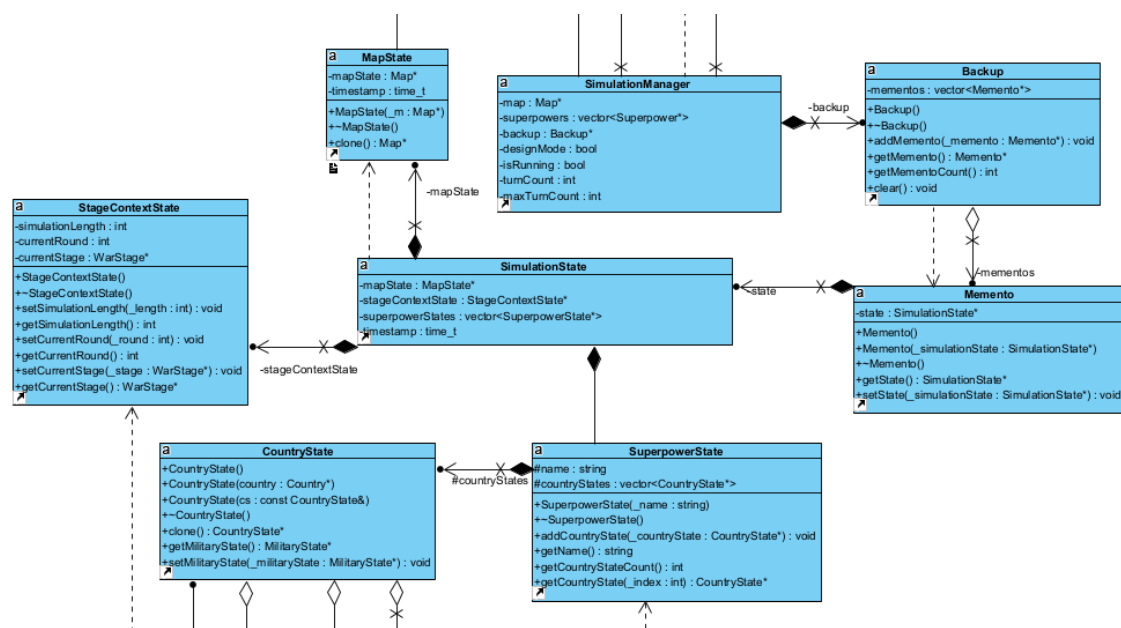 a
MapState
-mapState : Map*
-timestamp : time_t
+MapState(_m : Map*)
+~MapState()
+clone() : Map*
a
SimulationManager
-map : Map*
-superpowers : vector<Superpower*>
-backup : Backup*
-designMode : bool
-isRunning : bool
-turnCount : int
-maxTurnCount : int
-backup
a
Backup
-mementos : vector<Memento*>
+Backup()
+~Backup()
+addMemento(_memento : Memento*) : void
+getMemento() : Memento*
+getMementoCount() : int
+clear() : void
-mapState
-mementos
a
StageContextState
-simulationLength : int
-currentRound : int
-currentStage : WarStage*
+StageContextState()
+~StageContextState()
+setSimulationLength(_length : int) : void
+getSimulationLength() : int
+setCurrentRound(_round : int) : void
+getCurrentRound() : int
+setCurrentStage(_stage : WarStage*) : void
+getCurrentStage() : WarStage*
a
SimulationState
-mapState : MapState*
-stageContextState : StageContextState*
-superpowerStates : vector<SuperpowerState*>
-timestamp : time_t
-state
-stageContextState
a
Memento
-state : SimulationState*
+Memento()
+Memento(_simulationState : SimulationState*)
+~Memento()
+getState() : SimulationState*
+setState(_simulationState : SimulationState*) : void
a
CountryState
+CountryState()
+CountryState(country : Country*)
+CountryState(cs : const CountryState&)
+~CountryState()
+clone() : CountryState*
+getMilitaryState() : MilitaryState*
+setMilitaryState(_militaryState : MilitaryState*) : void
#countryStates
a
SuperpowerState
#name : string
#countryStates : vector<CountryState*>
+SuperpowerState(_name : string)
+~SuperpowerState()
+addCountryState(_countryState : CountryState*) : void
+getName() : string
+getCountryStateCount() : int
+getCountryState(_index : int) : CountryState*